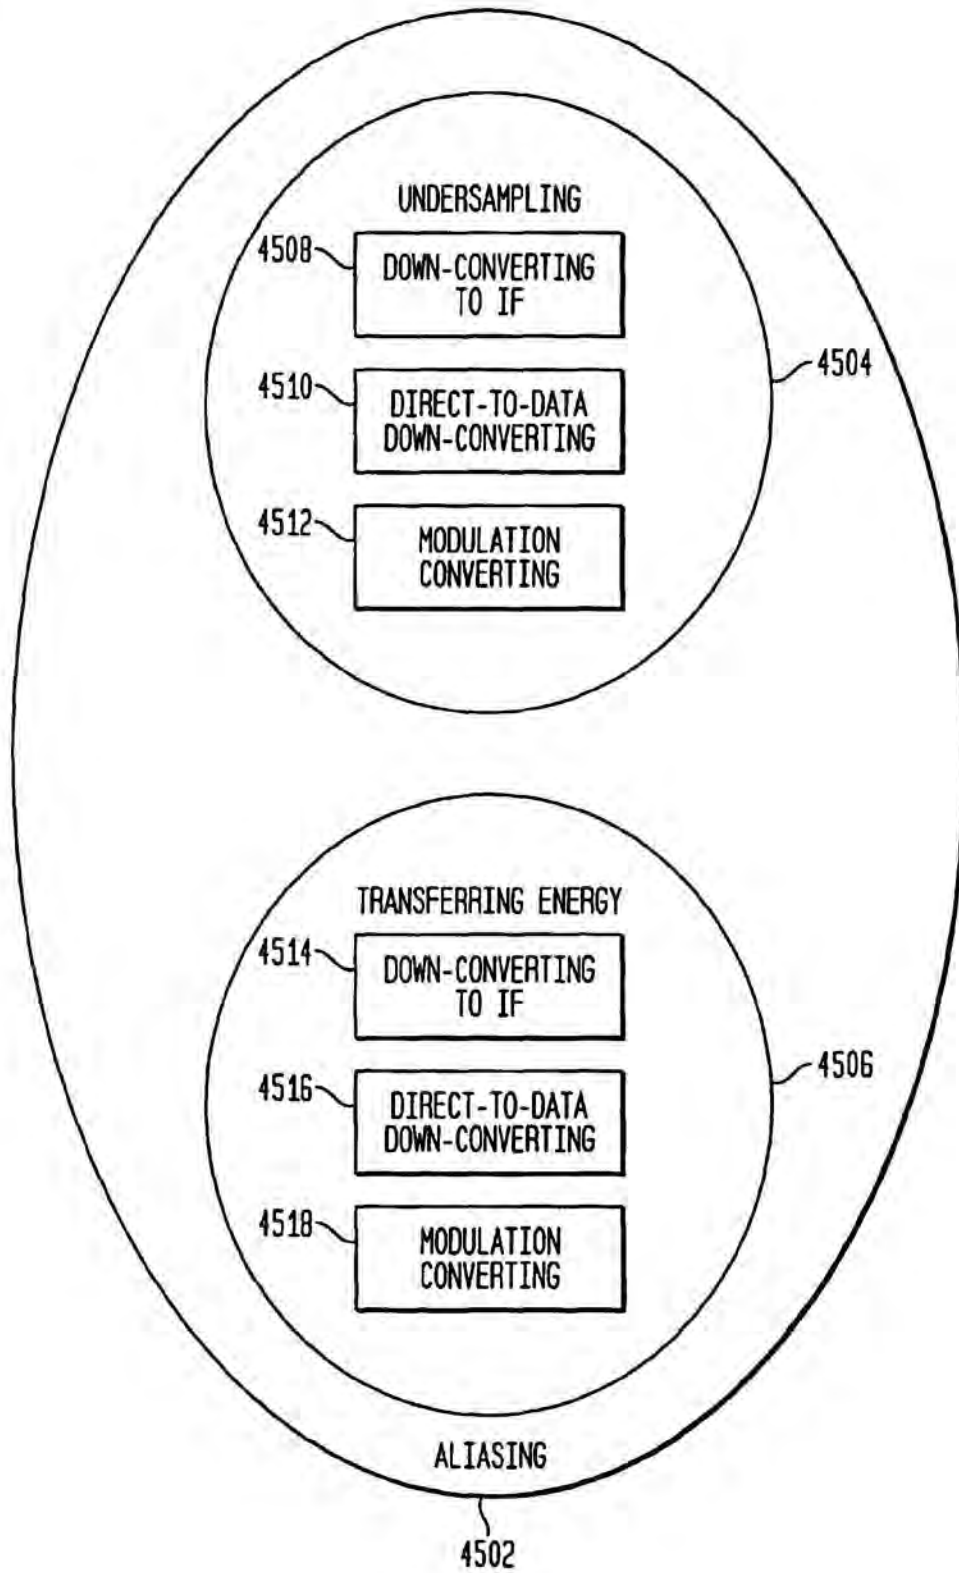 UNDERSAMPLING
4508
DOWN-CONVERTING
TO IF
4504
4510
DIRECT-TO-DATA
DOWN-CONVERTING
4512
MODULATION
CONVERTING
TRANSFERRING ENERGY
4514
DOWN-CONVERTING
TO IF
4506
4516
DIRECT-TO-DATA
DOWN-CONVERTING
4518
MODULATION
CONVERTING
ALIASING
4502